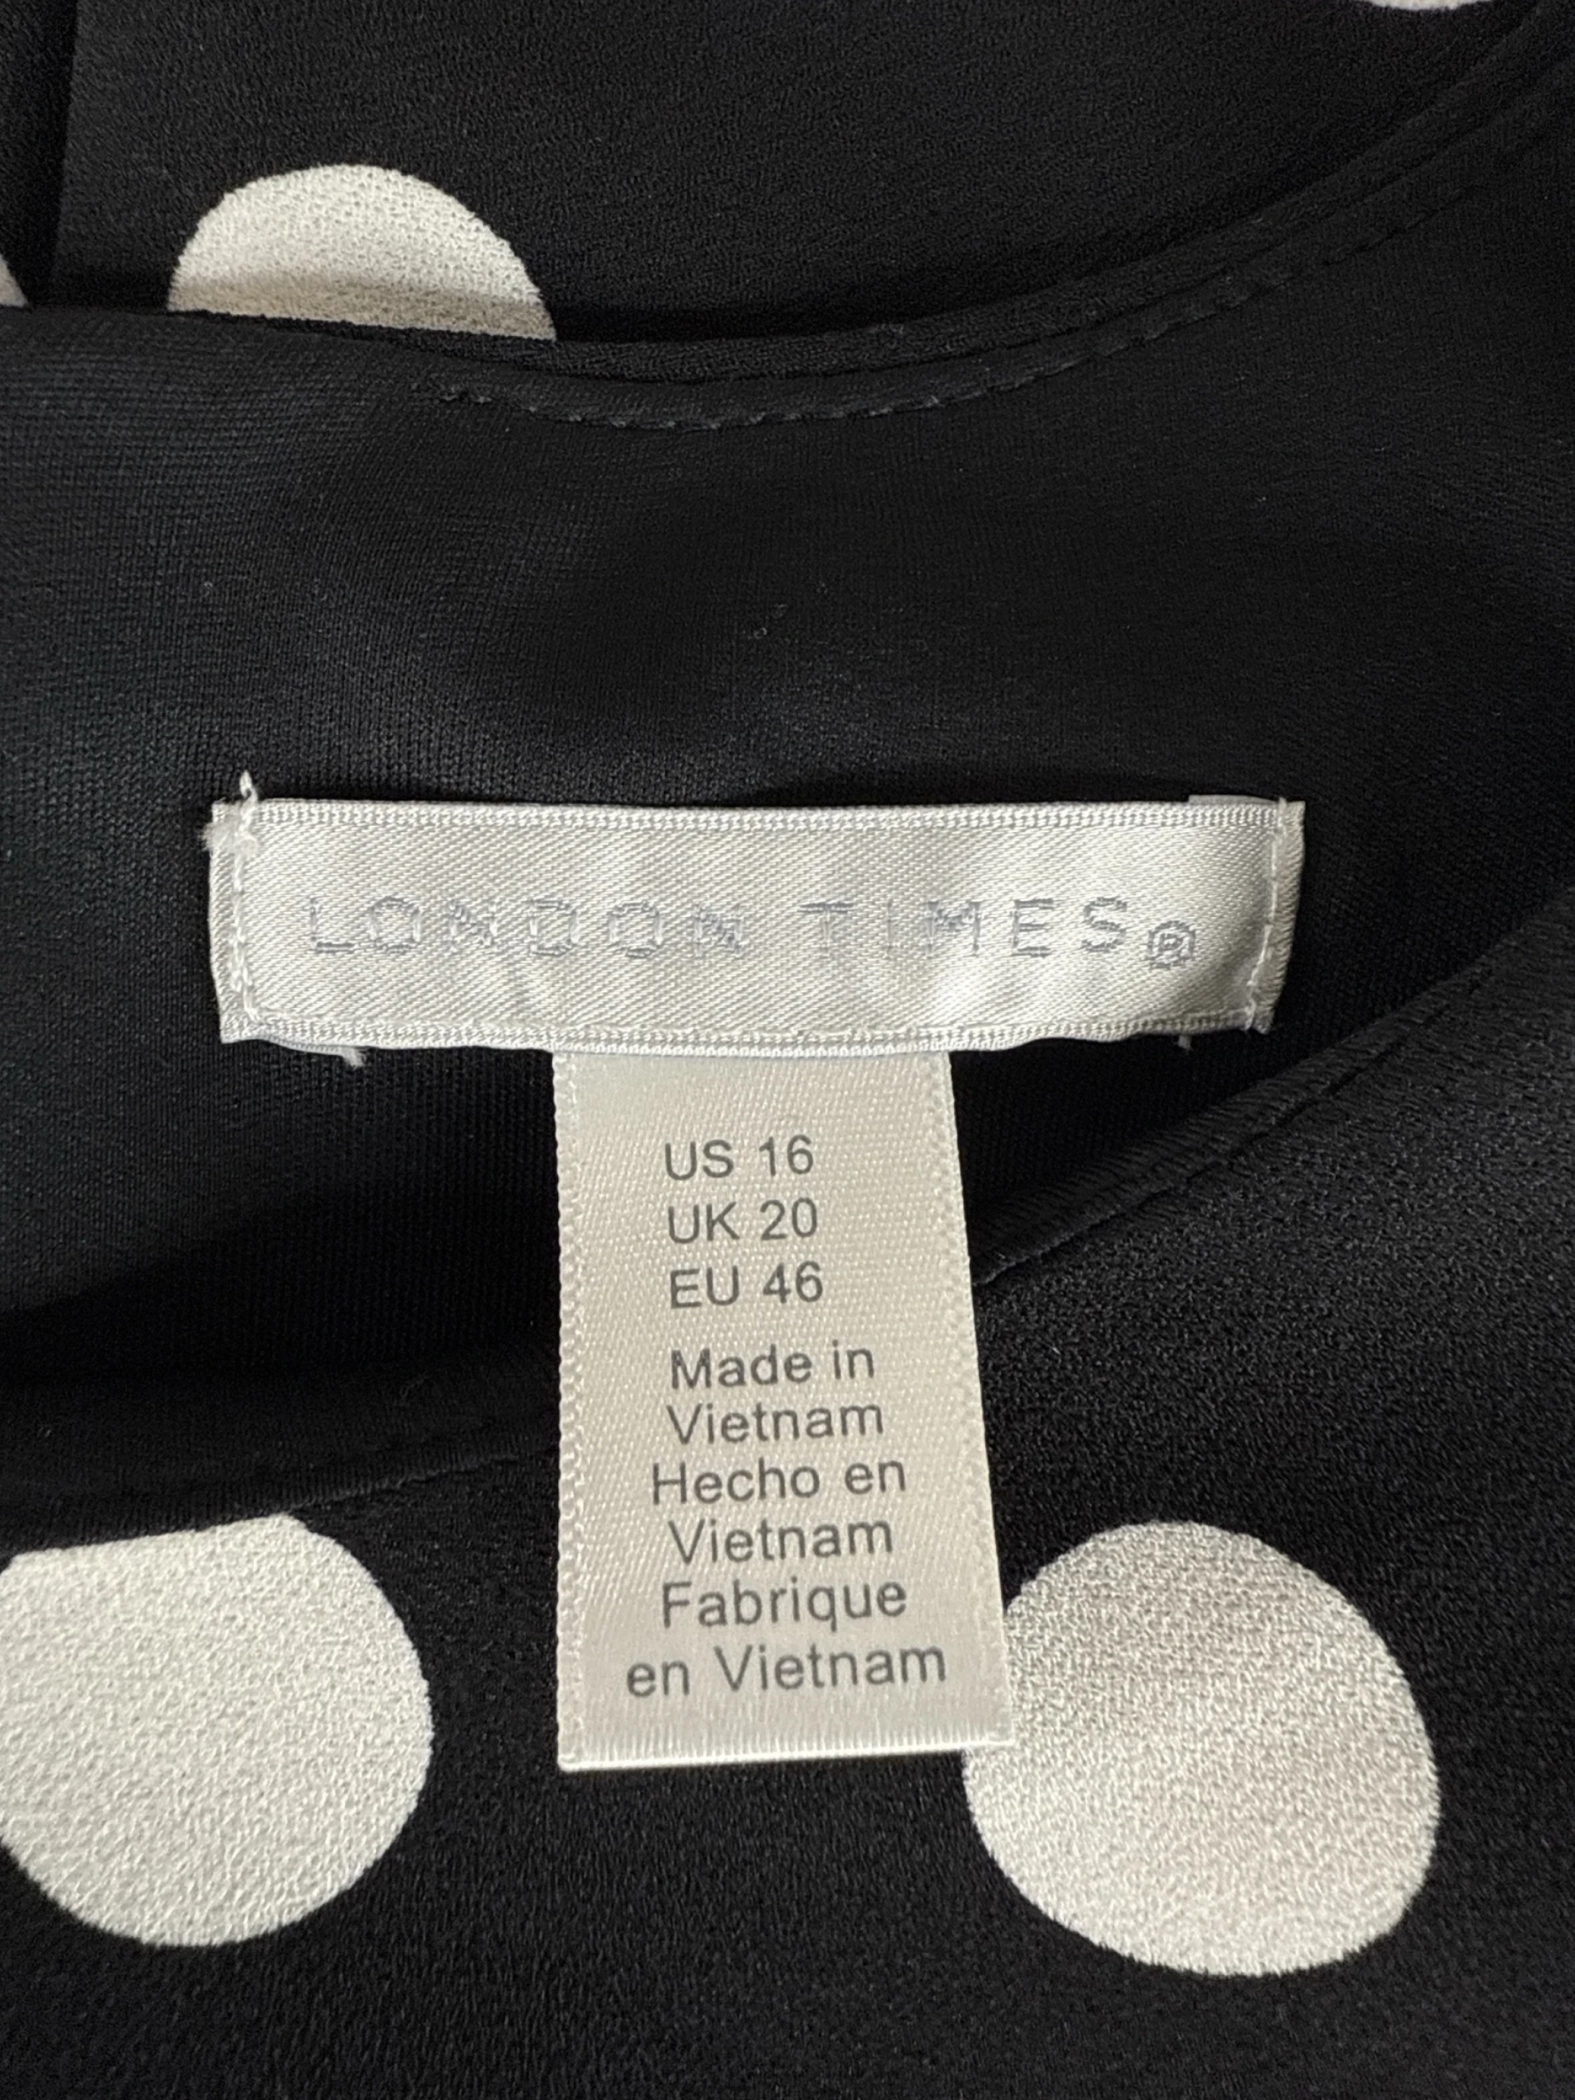 LONDON TIMES®
US 16
UK 20
EU 46
Made in
Vietnam
Hecho en
Vietnam
Fabrique
en Vietnam